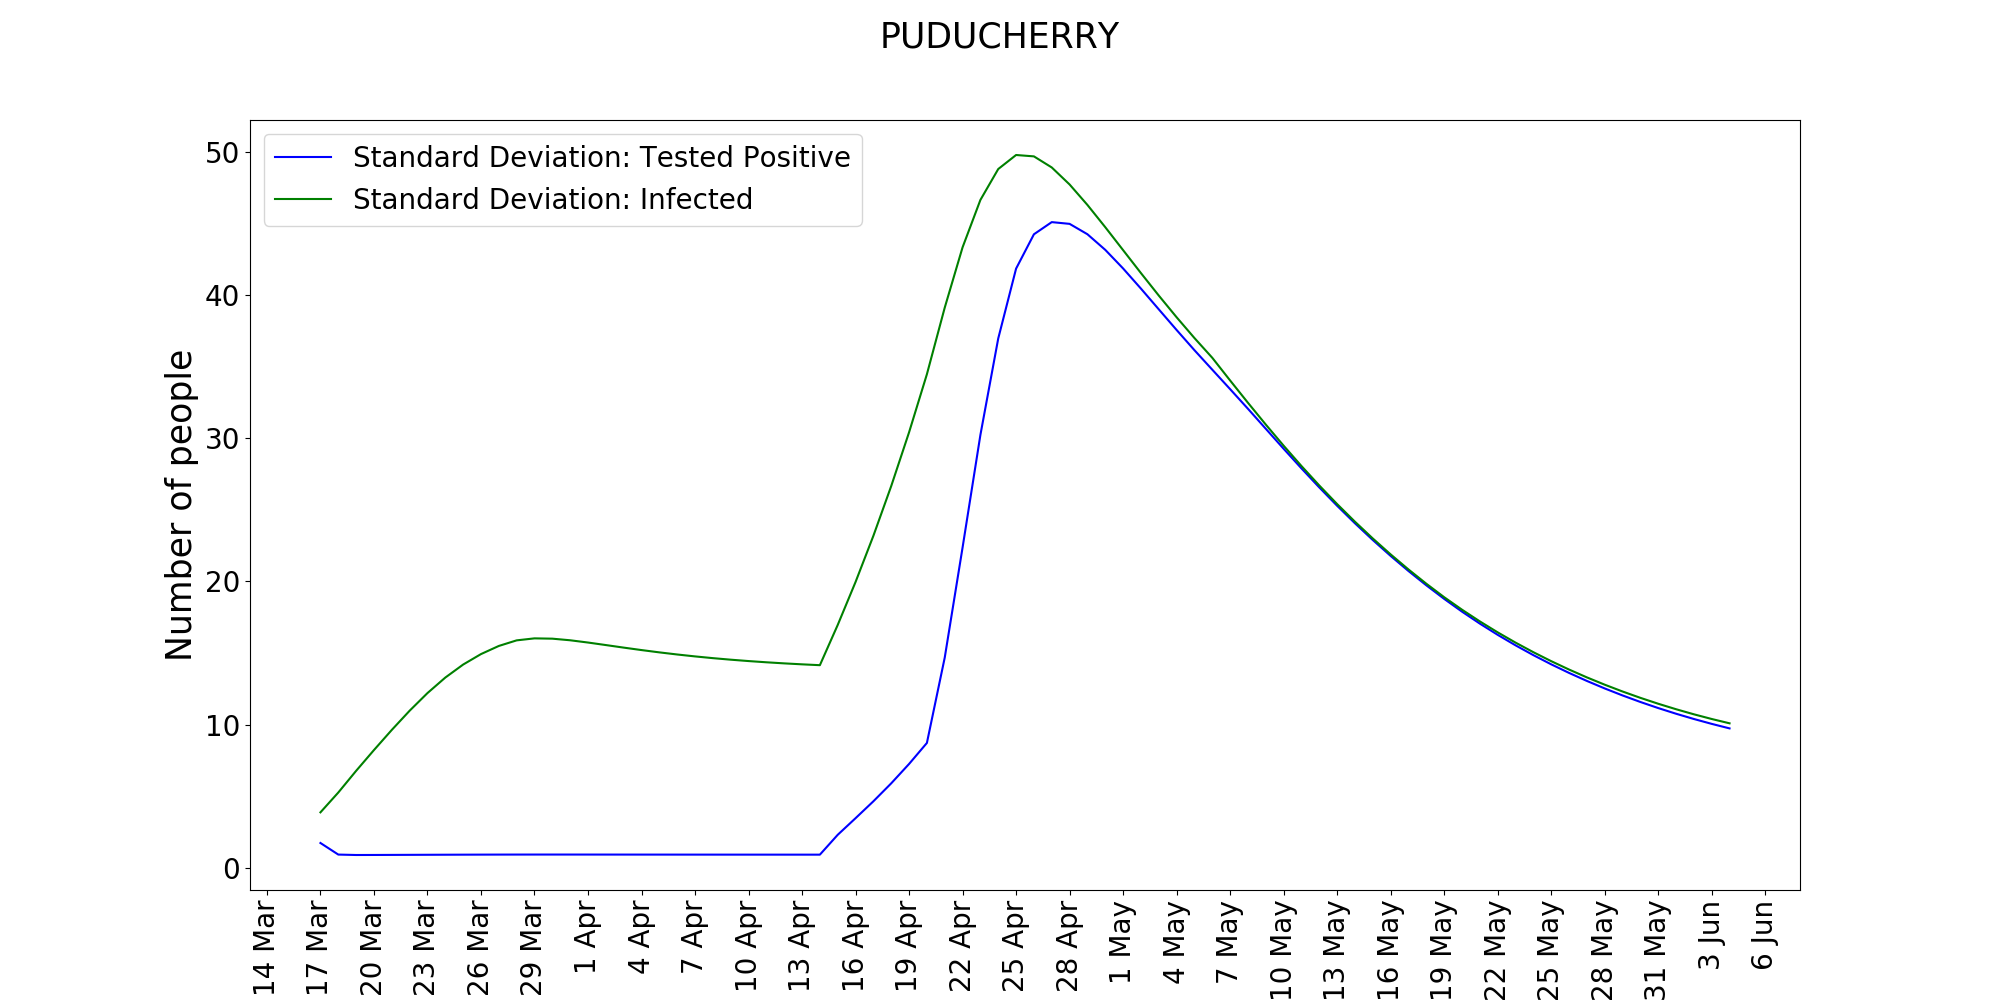 PUDUCHERRY
Standard Deviation: Tested Positive
Standard Deviation: Infected
Number of people
50
40
30
20
10
0
14 Mar
17 Mar
20 Mar
23 Mar
26 Mar
29 Mar
1 Apr
4 Apr
7 Apr
10 Apr
13 Apr
16 Apr
19 Apr
22 Apr
25 Apr
28 Apr
1 May
4 May
7 May
10 May
13 May
16 May
19 May
22 May
25 May
28 May
31 May
3 Jun
6 Jun